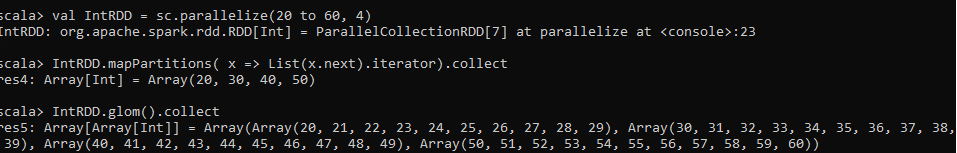 scala> val IntRDD = sc.parallelize(20 to 60, 4)
IntRDD: org.apache.spark.rdd.RDD[Int] = ParallelCollectionRDD[7] at parallelize at <console>:23
scala> IntRDD.mapPartitions( x => List(x.next).iterator).collect
res4: Array[Int] = Array(20, 30, 40, 50)
scala> IntRDD.glom().collect
res5: Array[Array[Int]] = Array(Array(20, 21, 22, 23, 24, 25, 26, 27, 28, 29), Array(30, 31, 32, 33, 34, 35, 36, 37, 38,
39), Array(40, 41, 42, 43, 44, 45, 46, 47, 48, 49), Array(50, 51, 52, 53, 54, 55, 56, 57, 58, 59, 60))